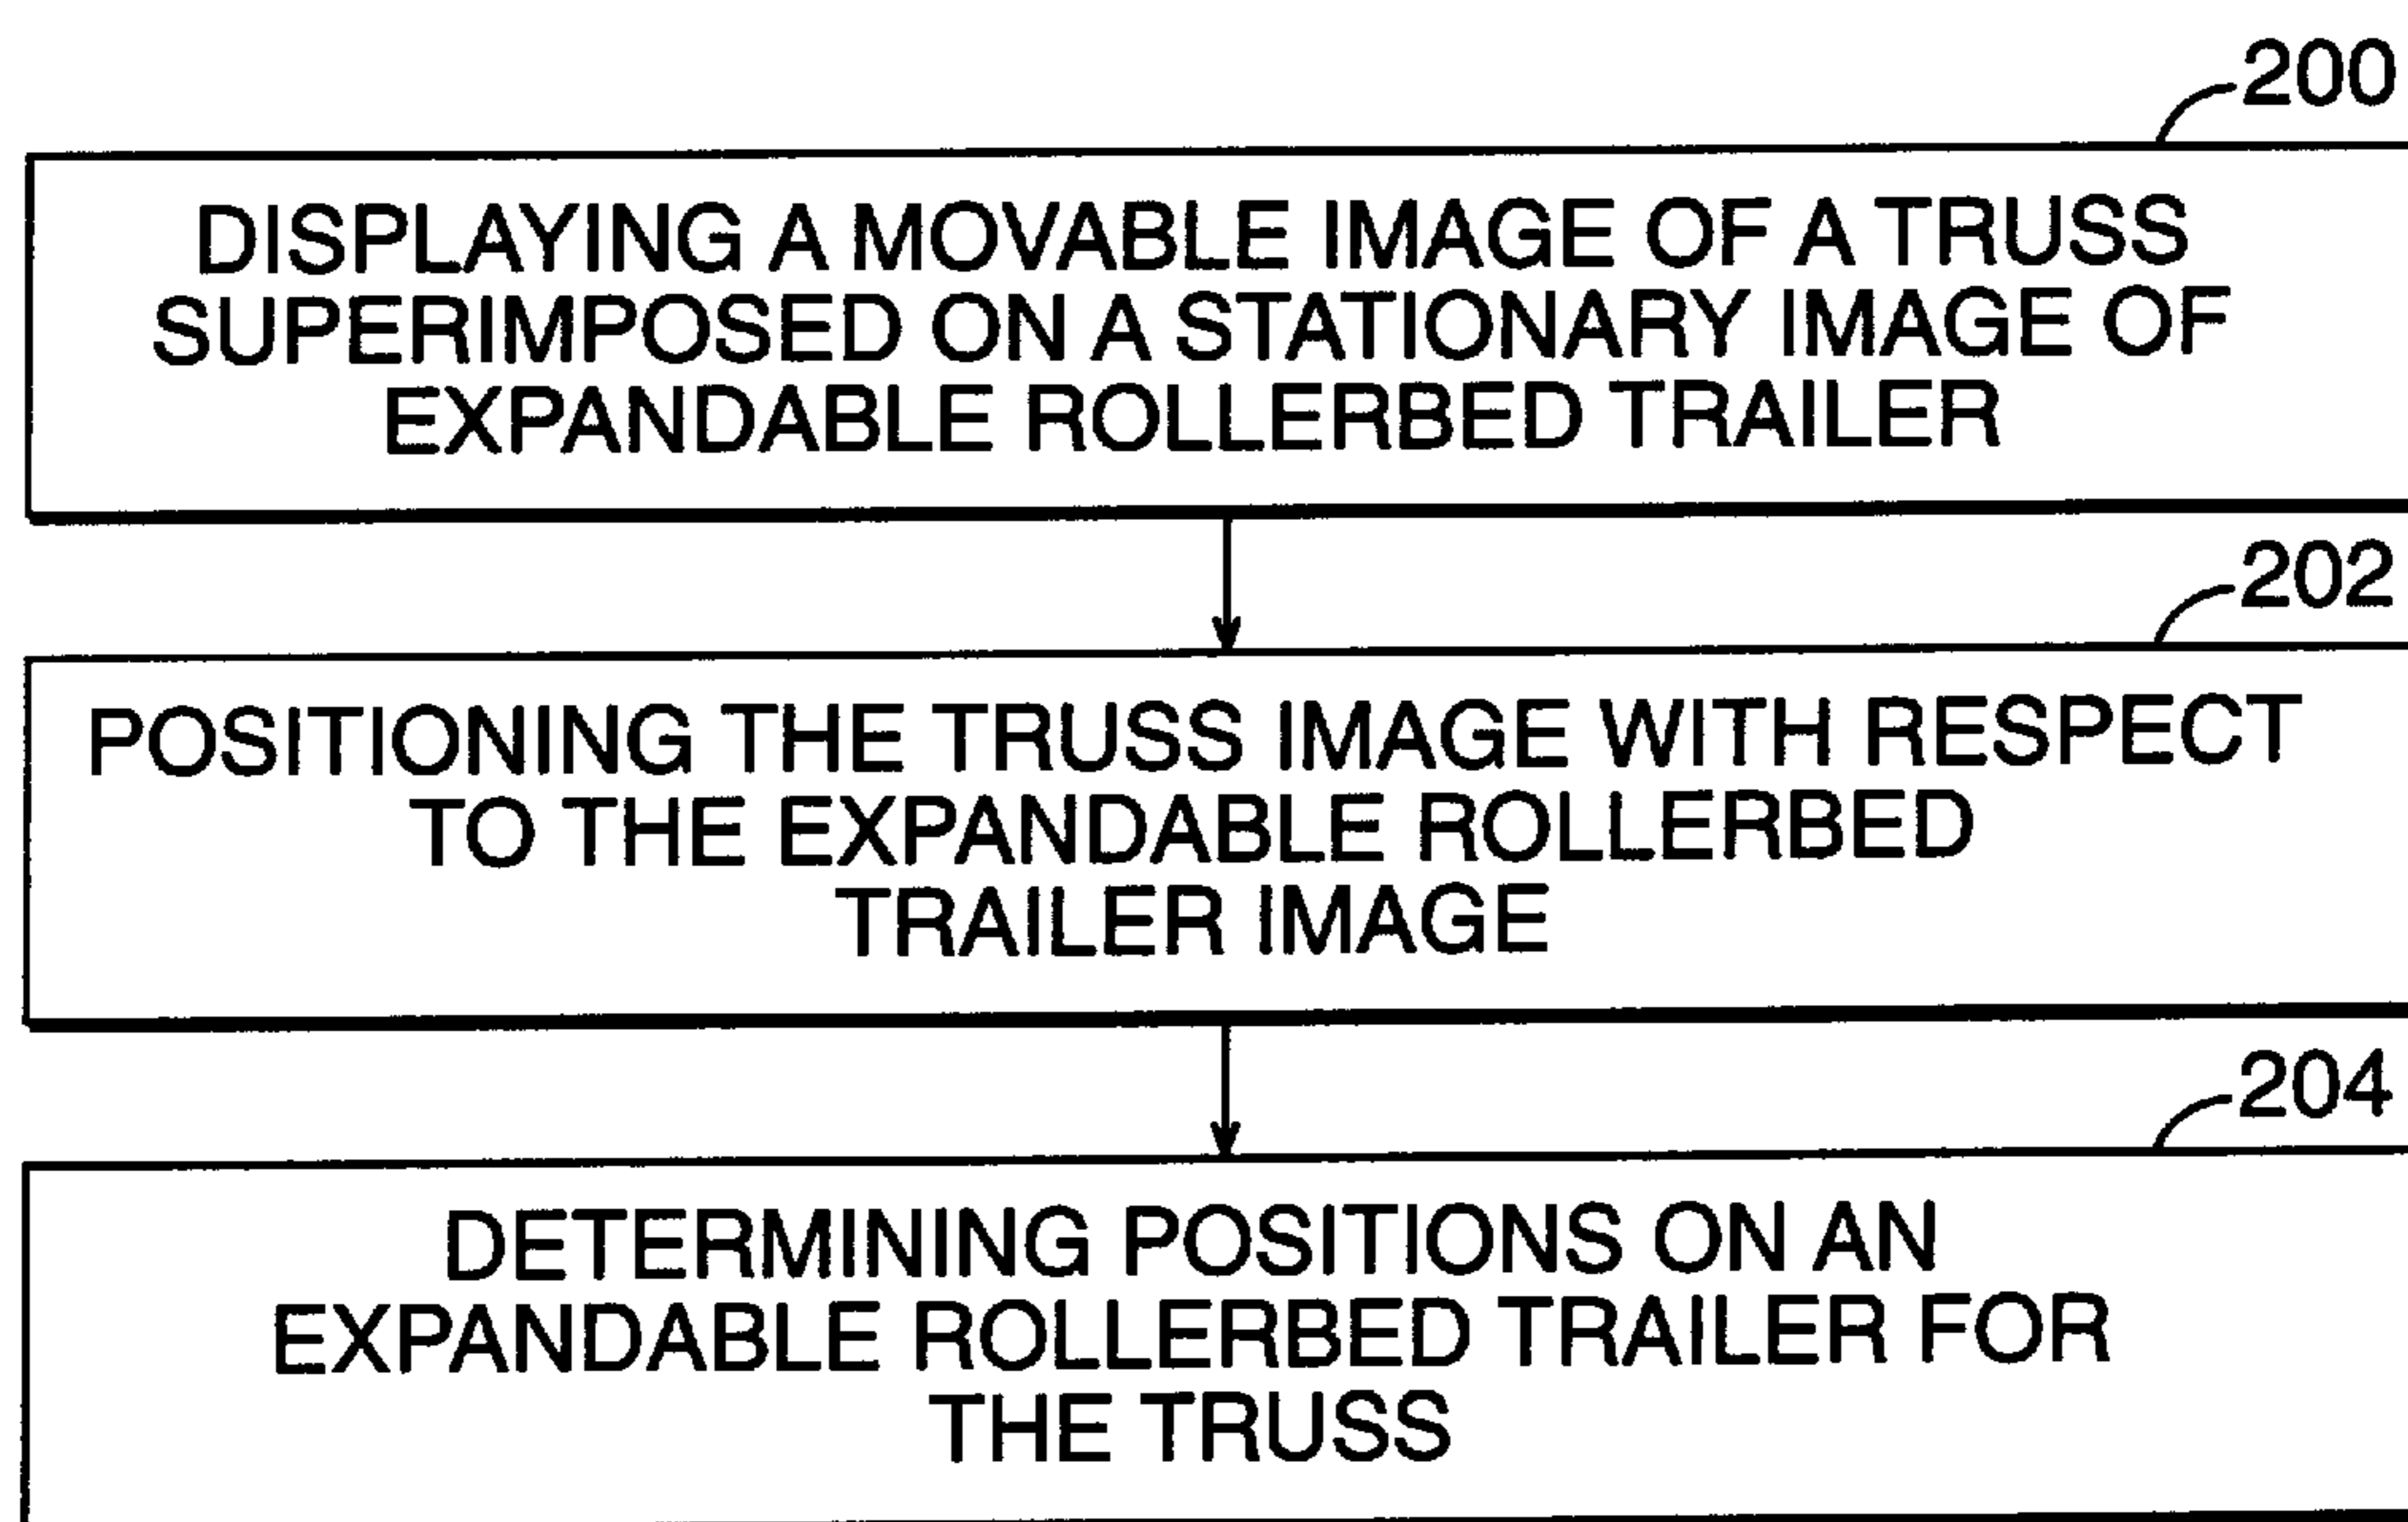 200
DISPLAYING A MOVABLE IMAGE OF A TRUSS
SUPERIMPOSED ON A STATIONARY IMAGE OF
EXPANDABLE ROLLERBED TRAILER
202
POSITIONING THE TRUSS IMAGE WITH RESPECT
TO THE EXPANDABLE ROLLERBED
TRAILER IMAGE
204
DETERMINING POSITIONS ON AN
EXPANDABLE ROLLERBED TRAILER FOR
THE TRUSS